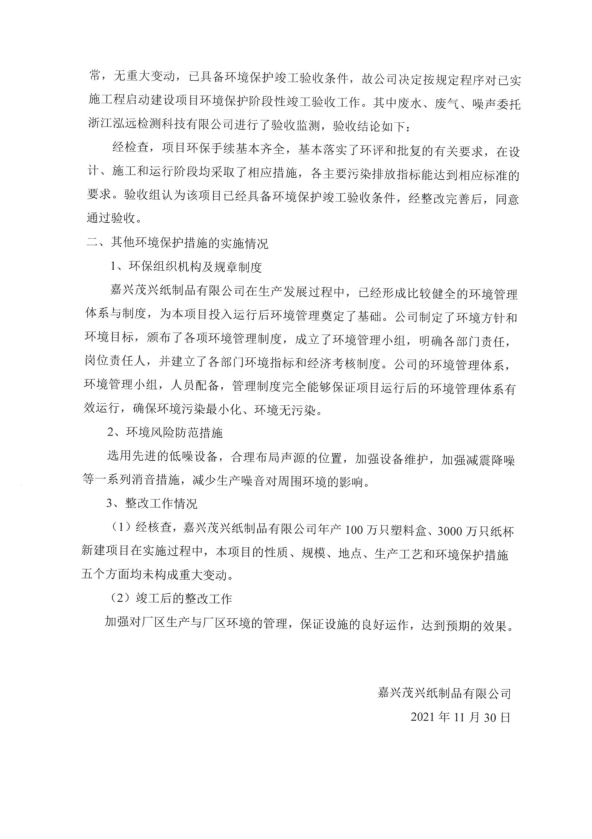 常，无重大变动，已具备环境保护竣工验收条件，故公司决定按规定程序对已实
施工程启动建设项目环境保护阶段性竣工验收工作。其中废水、废气、噪声委托
浙江泓远检测科技有限公司进行了验收监测，验收结论如下：
经检查，项目环保手续基本齐全，基本落实了环评和批复的有关要求，在设
计、施工和运行阶段均采取了相应措施，各主要污染排放指标能达到相应标准的
要求。验收组认为该项目已经具备环境保护竣工验收条件，经整改完善后，同意
通过验收。
二、其他环境保护措施的实施情况
1、环保组织机构及规章制度
嘉兴茂兴纸制品有限公司在生产发展过程中，已经形成比较健全的环境管理
体系与制度，为本项目投入运行后环境管理奠定了基础。公司制定了环境方针和
环境目标，颁布了各项环境管理制度，成立了环境管理小组，明确各部门责任，
岗位责任人，并建立了各部门环境指标和经济考核制度。公司的环境管理体系，
环境管理小组，人员配备，管理制度完全能够保证项目运行后的环境管理体系有
效运行，确保环境污染最小化、环境无污染。
2、环境风险防范措施
选用先进的低噪设备，合理布局声源的位置，加强设备维护，加强减震降噪
等一系列消音措施，减少生产噪音对周围环境的影响。
3、整改工作情况
（1）经核查，嘉兴茂兴纸制品有限公司年产 100 万只塑料盒、3000 万只纸杯
新建项目在实施过程中，本项目的性质、规模、地点、生产工艺和环境保护措施
五个方面均未构成重大变动。
（2）竣工后的整改工作
加强对厂区生产与厂区环境的管理，保证设施的良好运作，达到预期的效果。
嘉兴茂兴纸制品有限公司
2021 年 11 月 30 日